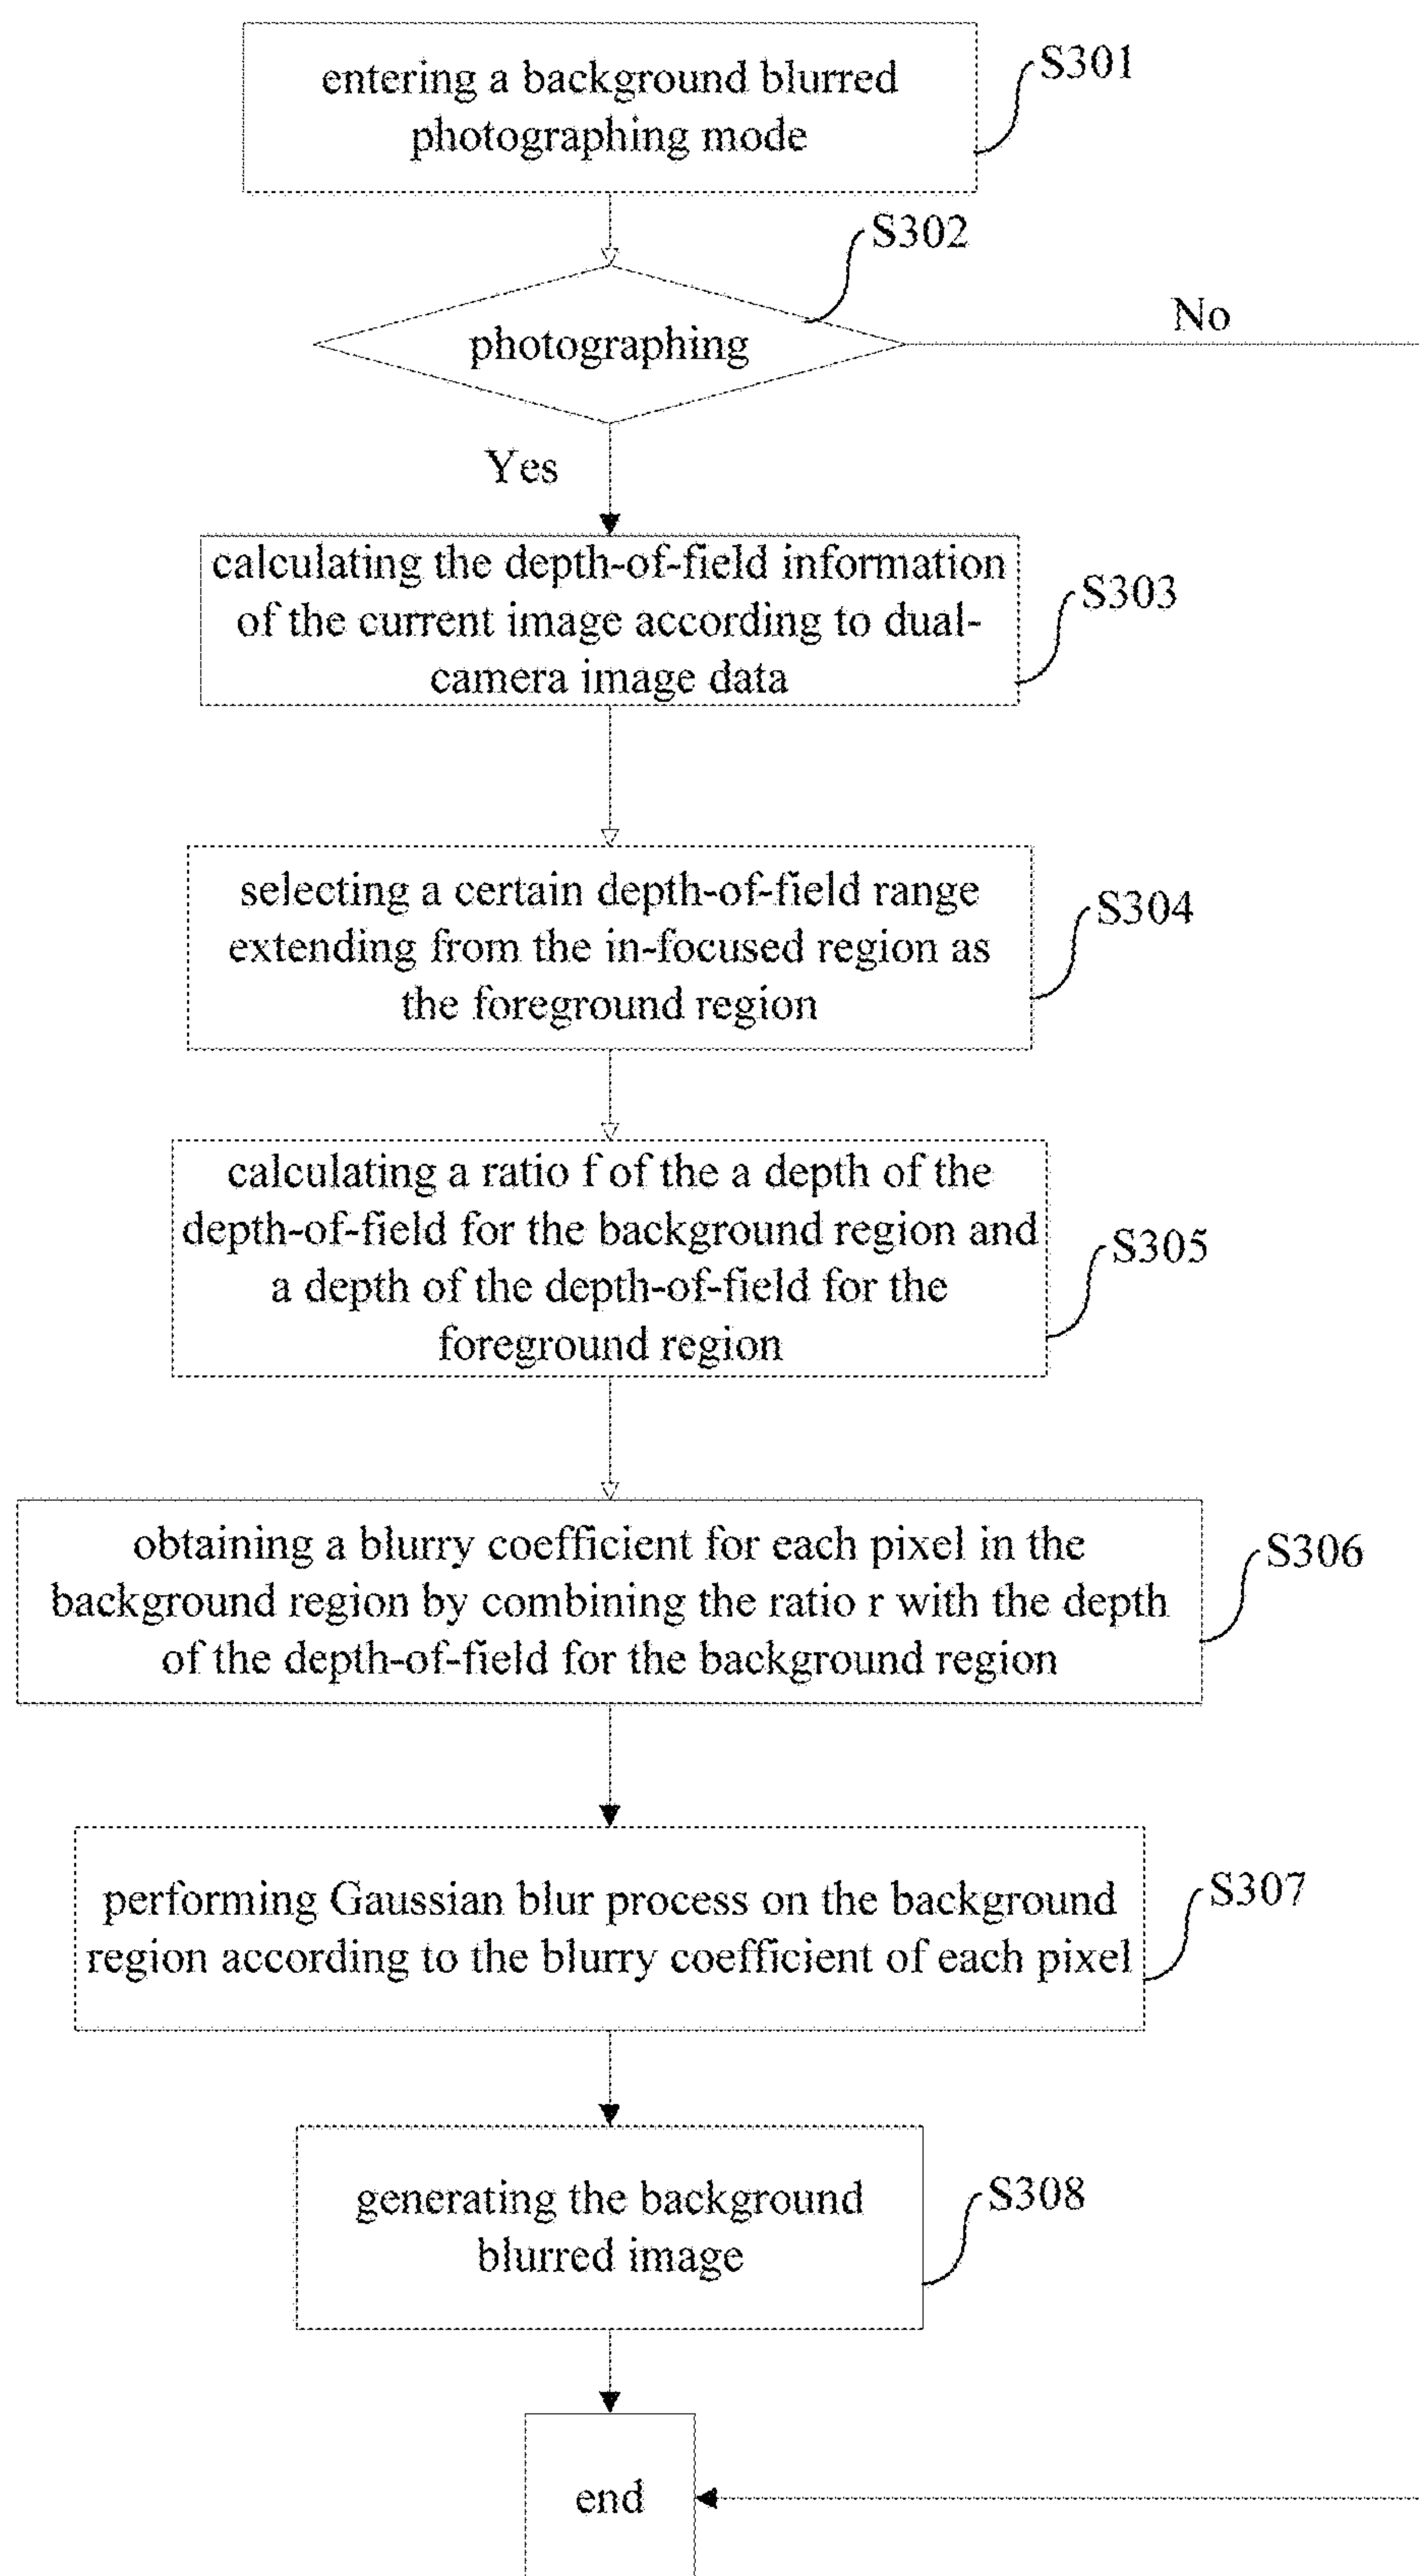 entering a background blurred
photographing mode
S301
S302
photographing
No
Yes
calculating the depth-of-field information
of the current image according to dual-
camera image data
S303
selecting a certain depth-of-field range
extending from the in-focused region as
the foreground region
S304
calculating a ratio f of the a depth of the
depth-of-field for the background region and
a depth of the depth-of-field for the
foreground region
S305
obtaining a blurry coefficient for each pixel in the
background region by combining the ratio r with the depth
of the depth-of-field for the background region
S306
performing Gaussian blur process on the background
region according to the blurry coefficient of each pixel
S307
generating the background
blurred image
S308
end